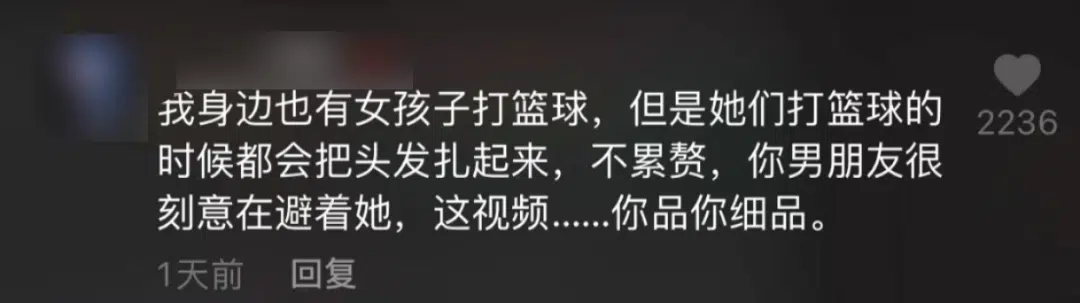 我身边也有女孩子打篮球，但是她们打篮球的
时候都会把头发扎起来，不累赘，你男朋友很
刻意在避着她，这视频......你品你细品。
2236
1天前 回复